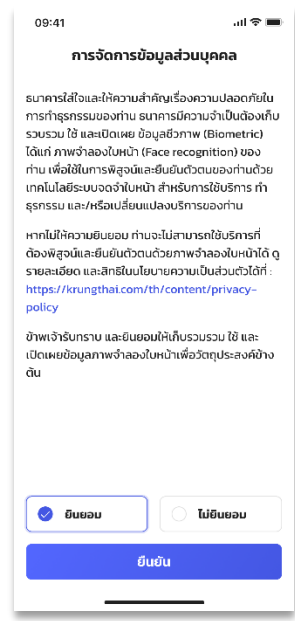 09:41
การจัดการข้อมูลส่วนบุคคล
ธนาคารใส่ใจและให้ความสำคัญเรื่องความปลอดภัยใน
การทำธุรกรรมของท่าน ธนาคารมีความจำเป็นต้องเก็บ
รวบรวม ใช้ และเปิดเผย ข้อมูลชีวภาพ (Biometric)
ได้แก่ ภาพจำลองใบหน้า (Face recognition) ของ
ท่าน เพื่อใช้ในการพิสูจน์และยืนยันตัวตนของท่านด้วย
เทคโนโลยีระบบจดจำใบหน้า สำหรับการใช้บริการ ทำ
ธุรกรรม และ/หรือเปลี่ยนแปลงบริการของท่าน
หากไม่ให้ความยินยอม ท่านจะไม่สามารถใช้บริการที่
ต้องพิสูจน์และยืนยันตัวตนด้วยภาพจำลองใบหน้าได้ ดู
รายละเอียด และสิทธิในนโยบายความเป็นส่วนตัวได้ที่ :
https://krungthai.com/th/content/privacy-
policy
ข้าพเจ้ารับทราบ และยินยอมให้เก็บรวมรวม ใช้ และ
เปิดเผยข้อมูลภาพจำลองใบหน้าเพื่อวัตถุประสงค์ข้าง
ต้น
ยินยอม ไม่ยินยอม
ยืนยัน